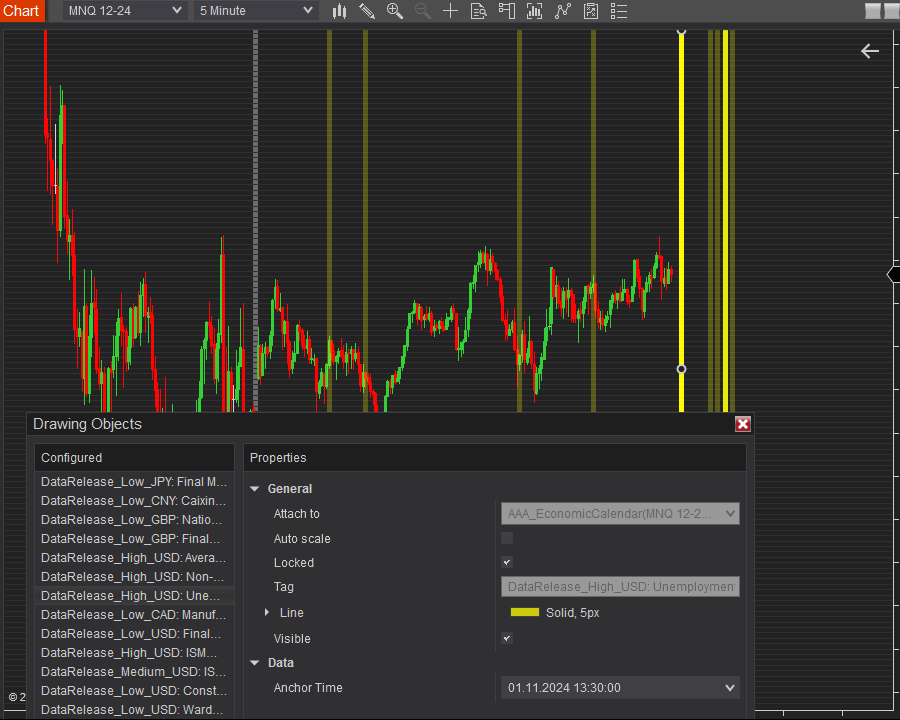 Chart MNQ 12-24 5 Minute
Drawing Objects
Configured
DataRelease_Low_JPY: Final M...
DataRelease_Low_CNY: Caixin...
DataRelease_Low_GBP: Natio...
DataRelease_Low_GBP: Final...
DataRelease_High_USD: Avera...
DataRelease_High_USD: Non-...
DataRelease_High_USD: Une...
DataRelease_Low_CAD: Manuf...
DataRelease_Low_USD: Final...
DataRelease_High_USD: ISM...
DataRelease_Medium_USD: IS...
DataRelease_Low_USD: Const...
DataRelease_Low_USD: Ward...
Properties
General
Attach to AAA_EconomicCalendar(MNQ 12-2...
Auto scale
Locked
Tag DataRelease_High_USD: Unemployment
Line Solid, 5px
Visible
Data
Anchor Time 01.11.2024 13:30:00
© 2